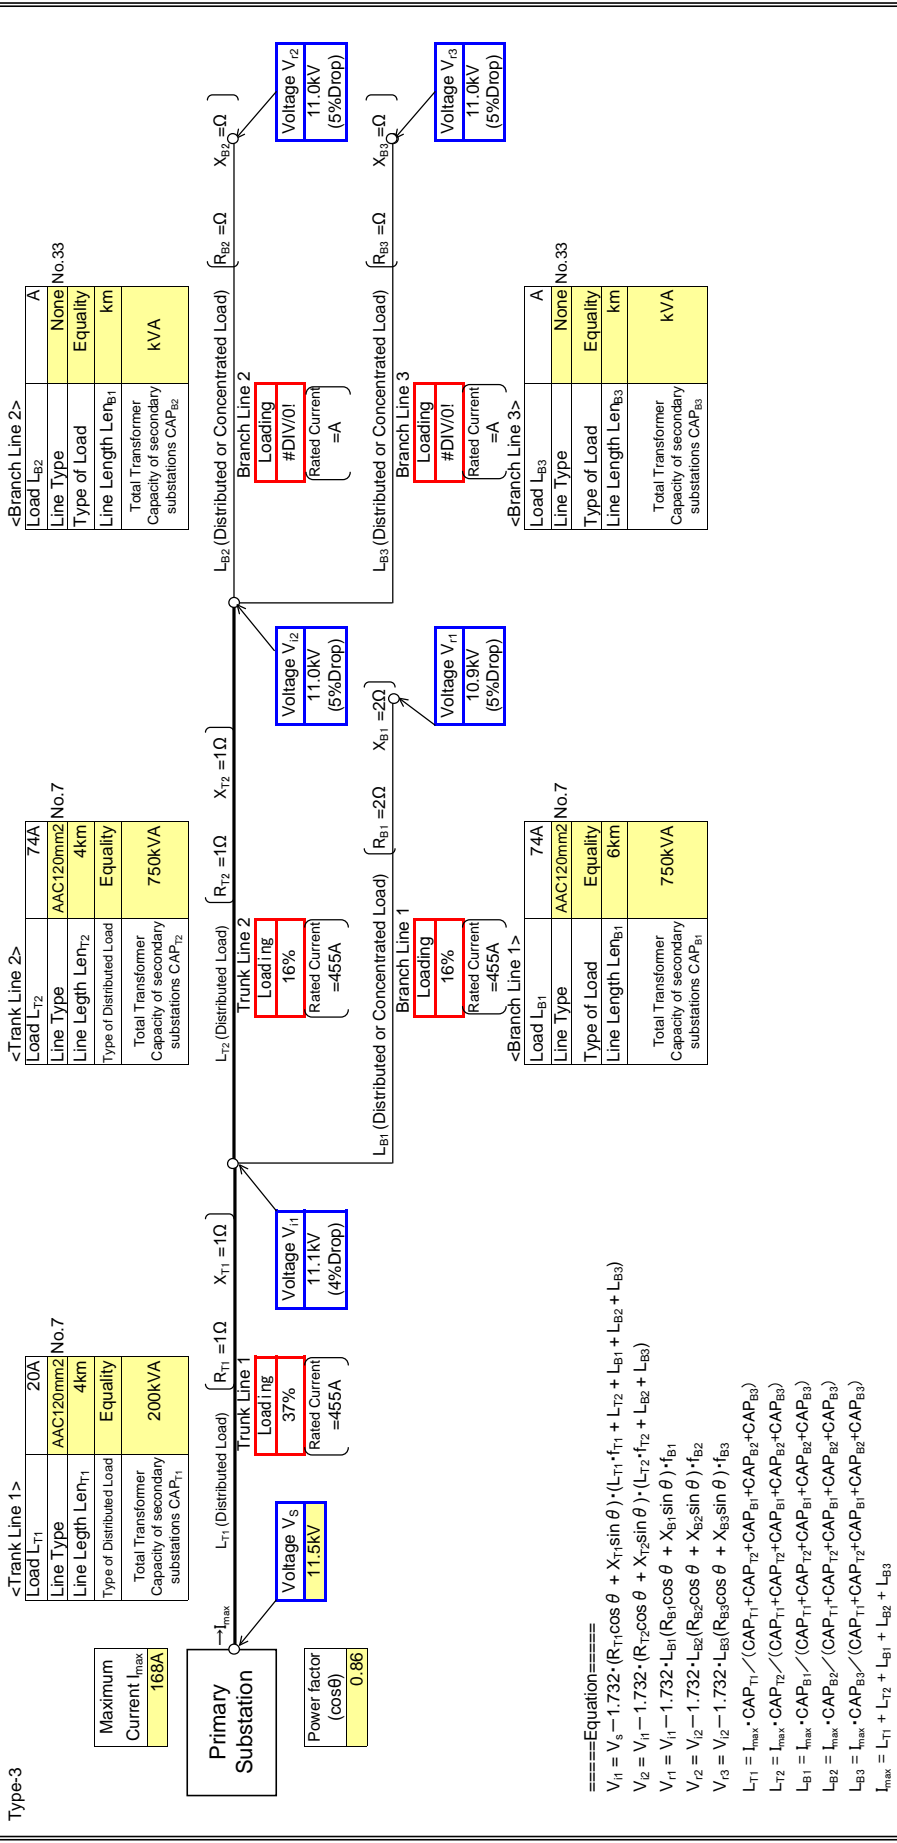 Type-3
Maximum
Current Imax
168A
Primary
Substation
Power factor
(cosθ)
0.86
→Imax
Voltage VS
11.5kV
<Trank Line 1>
Load LT1 20A
Line Type AAC120mm2 No.7
Line Legth LenT1 4km
Type of Distributed Load Equality
Total Transformer
Capacity of secondary
substations CAPT1
200kVA
LT1 (Distributed Load) RT1 =1Ω XT1 =1Ω
Trunk Line 1
Loading
37%
Rated Current
=455A
Voltage Vi1
11.1kV
(4%Drop)
<Trank Line 2>
Load LT2 74A
Line Type AAC120mm2 No.7
Line Legth LenT2 4km
Type of Distributed Load Equality
Total Transformer
Capacity of secondary
substations CAPT2
750kVA
LT2 (Distributed Load) RT2 =1Ω XT2 =1Ω
Trunk Line 2
Loading
16%
Rated Current
=455A
Voltage Vi2
11.0kV
(5%Drop)
LB1 (Distributed or Concentrated Load) RB1 =2Ω XB1 =2Ω
Branch Line 1
Loading
16%
Rated Current
=455A
Voltage Vr1
10.9kV
(5%Drop)
<Branch Line 1>
Load LB1 74A
Line Type AAC120mm2 No.7
Type of Load Equality
Line Length LenB1 6km
Total Transformer
Capacity of secondary
substations CAPB1
750kVA
<Branch Line 2>
Load LB2 A
Line Type None No.33
Type of Load Equality
Line Length LenB1 km
Total Transformer
Capacity of secondary
substations CAPB2
kVA
LB2 (Distributed or Concentrated Load) RB2 =Ω XB2 =Ω
Branch Line 2
Loading
#DIV/0!
Rated Current
=A
Voltage Vr2
11.0kV
(5%Drop)
LB3 (Distributed or Concentrated Load) RB3 =Ω XB3 =Ω
Branch Line 3
Loading
#DIV/0!
Rated Current
=A
Voltage Vr3
11.0kV
(5%Drop)
<Branch Line 3>
Load LB3 A
Line Type None No.33
Type of Load Equality
Line Length LenB3 km
Total Transformer
Capacity of secondary
substations CAPB3
kVA
=====Equation=====
Vi1 = Vs－1.732･(RT1cos θ + XT1sin θ)･(LT1･fT1 + LT2 + LB1 + LB2 + LB3)
Vi2 = Vi1－1.732･(RT2cos θ + XT2sin θ)･(LT2･fT2 + LB2 + LB3)
Vr1 = Vi1－1.732･LB1(RB1cos θ + XB1sin θ)･fB1
Vr2 = Vi2－1.732･LB2(RB2cos θ + XB2sin θ)･fB2
Vr3 = Vi2－1.732･LB3(RB3cos θ + XB3sin θ)･fB3
LT1 = Imax･CAPT1／(CAPT1+CAPT2+CAPB1+CAPB2+CAPB3)
LT2 = Imax･CAPT2／(CAPT1+CAPT2+CAPB1+CAPB2+CAPB3)
LB1 = Imax･CAPB1／(CAPT1+CAPT2+CAPB1+CAPB2+CAPB3)
LB2 = Imax･CAPB2／(CAPT1+CAPT2+CAPB1+CAPB2+CAPB3)
LB3 = Imax･CAPB3／(CAPT1+CAPT2+CAPB1+CAPB2+CAPB3)
Imax = LT1 + LT2 + LB1 + LB2 + LB3